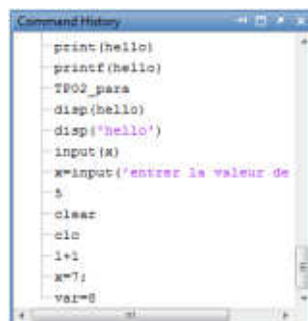 Command History
print(hello)
printf(hello)
TP02_para
disp(hello)
disp('hello')
input(x)
x=input('entrer la valeur de
5
clear
clc
1+1
x=7;
var=8